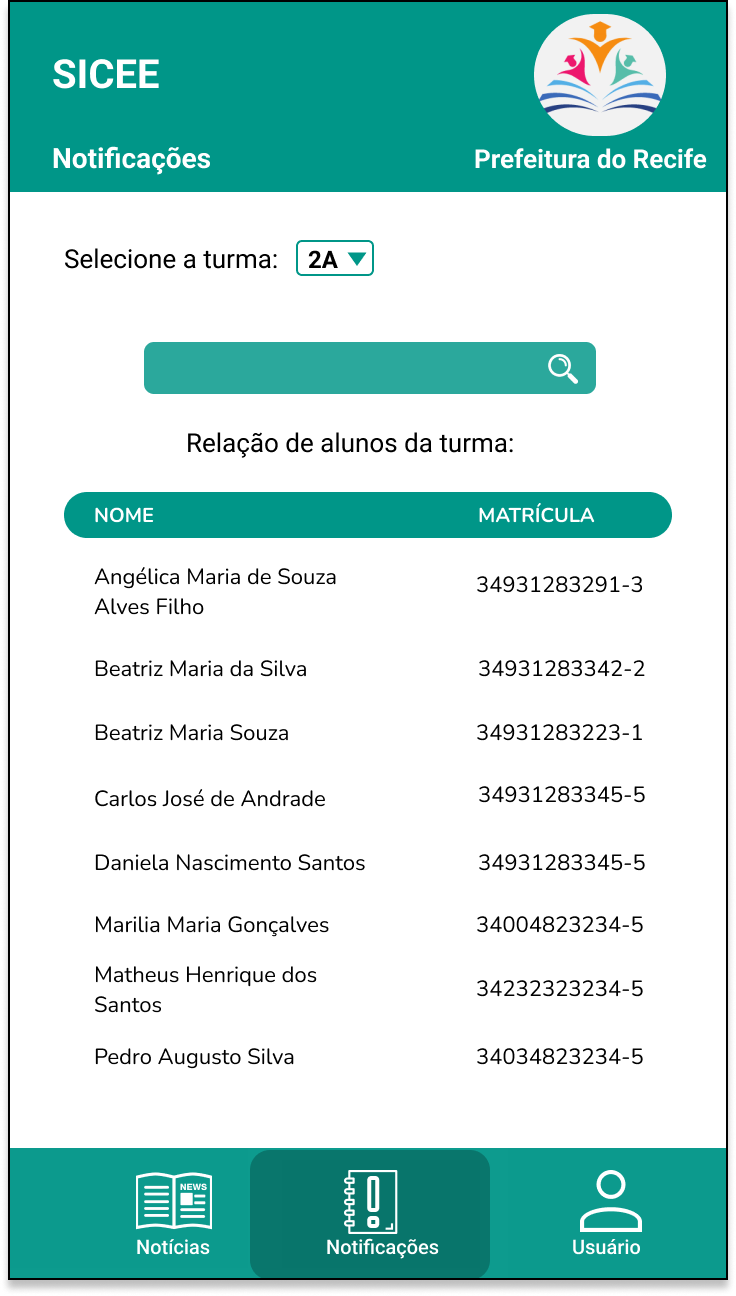 SICEE
Notificações
Prefeitura do Recife
Selecione a turma: 2A
Relação de alunos da turma:
NOME MATRÍCULA
Angélica Maria de Souza
Alves Filho
34931283291-3
Beatriz Maria da Silva 34931283342-2
Beatriz Maria Souza 34931283223-1
Carlos José de Andrade 34931283345-5
Daniela Nascimento Santos 34931283345-5
Marilia Maria Gonçalves 34004823234-5
Matheus Henrique dos
Santos
34232323234-5
Pedro Augusto Silva 34034823234-5
NEWS
Notícias Notificações Usuário